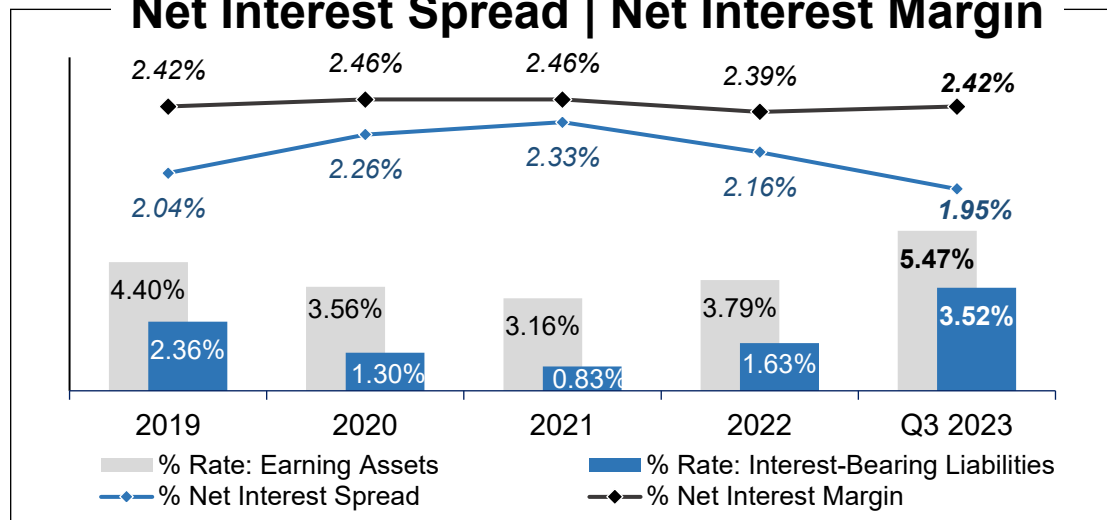 Net Interest Spread | Net Interest Margin
2.42% 2.46% 2.46% 2.39% 2.42%
2.04% 2.26% 2.33% 2.16% 1.95%
4.40% 3.56% 3.16% 3.79% 5.47%
2.36% 1.30% 0.83% 1.63% 3.52%
2019 2020 2021 2022 Q3 2023
% Rate: Earning Assets % Rate: Interest-Bearing Liabilities
% Net Interest Spread % Net Interest Margin